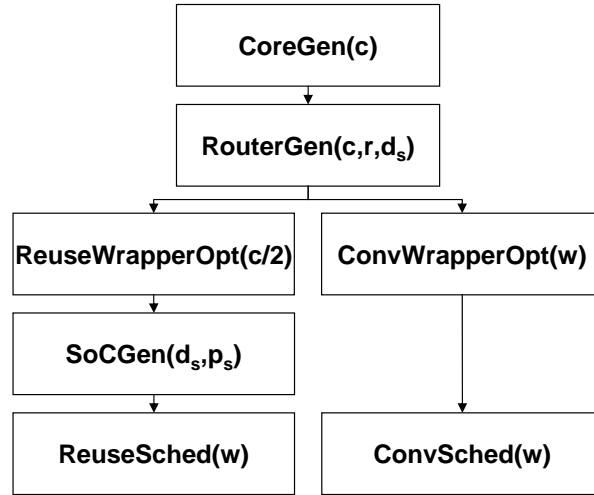 CoreGen(c)
RouterGen(c,r,dₛ)
ReuseWrapperOpt(c/2)
ConvWrapperOpt(w)
SoCGen(dₛ,pₛ)
ReuseSched(w)
ConvSched(w)